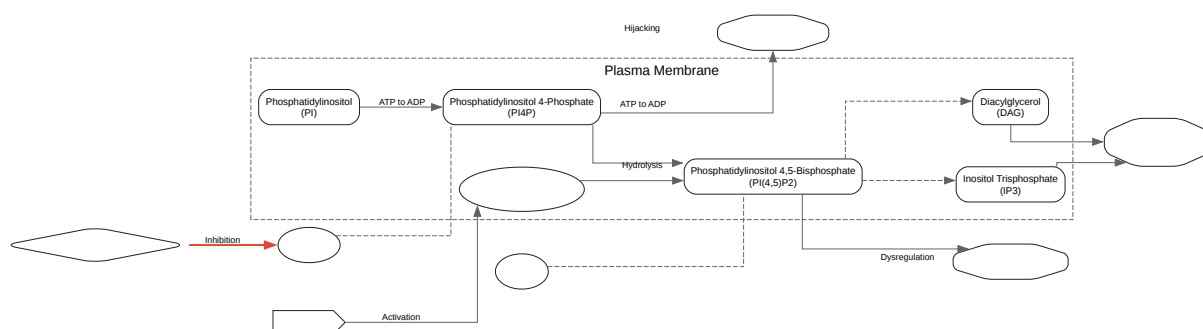 Hijacking
Plasma Membrane
Phosphatidylinositol
(PI)
ATP to ADP
Phosphatidylinositol 4-Phosphate
(PI4P)
ATP to ADP
Diacylglycerol
(DAG)
Hydrolysis
Phosphatidylinositol 4,5-Bisphosphate
(PI(4,5)P2)
Inositol Trisphosphate
(IP3)
Inhibition
Dysregulation
Activation